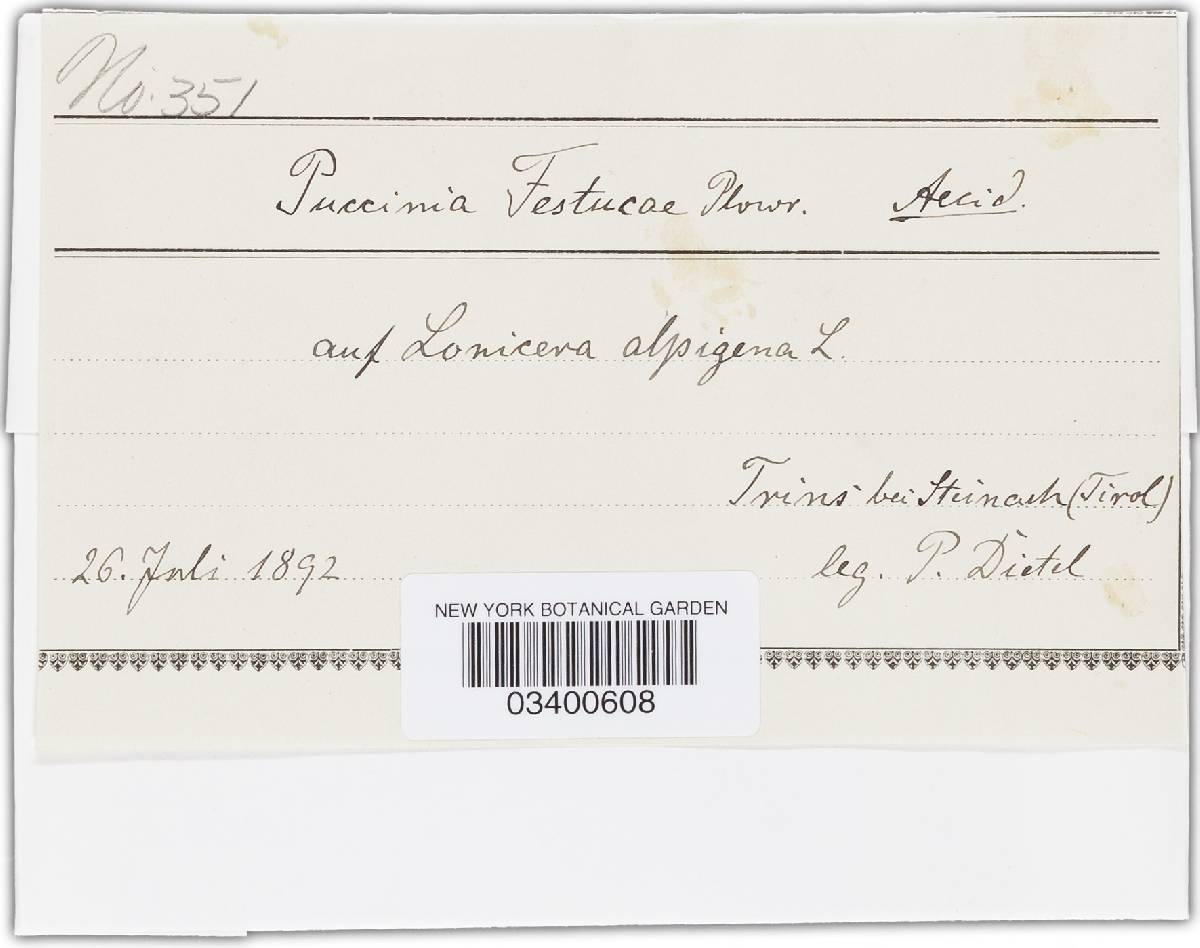 No. 351
Puccinia Festucae Plowr. Aecid.
auf Lonicera alpigena L.
Trins bei Steinach (Tirol)
26. Juli 1892 leg. P. Dietel
NEW YORK BOTANICAL GARDEN
03400608